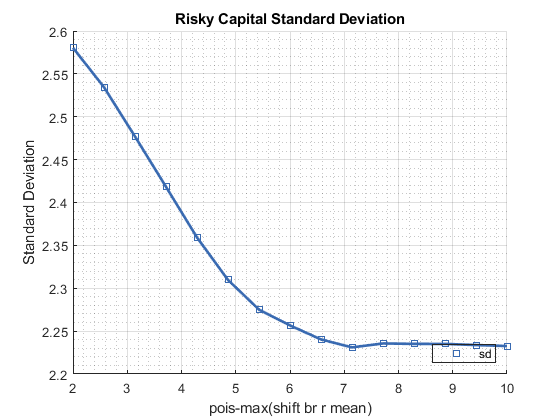 Risky Capital Standard Deviation
2.6
2.55
2.5
2.45
2.4
2.35
2.3
2.25
2.2
Standard Deviation
sd
2 3 4 5 6 7 8 9 10
pois-max(shift br r mean)